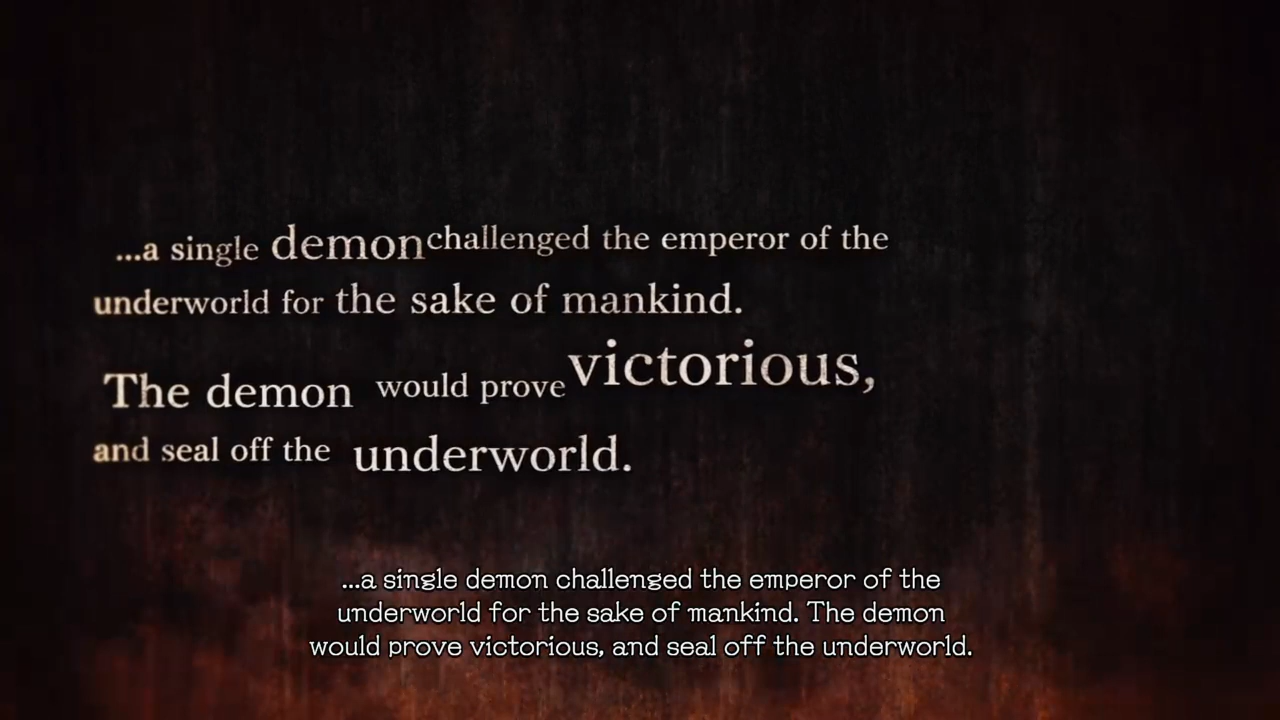 ...a single demon challenged the emperor of the
underworld for the sake of mankind.
The demon would prove victorious,
and seal off the underworld.
...a single demon challenged the emperor of the
underworld for the sake of mankind. The demon
would prove victorious, and seal off the underworld.